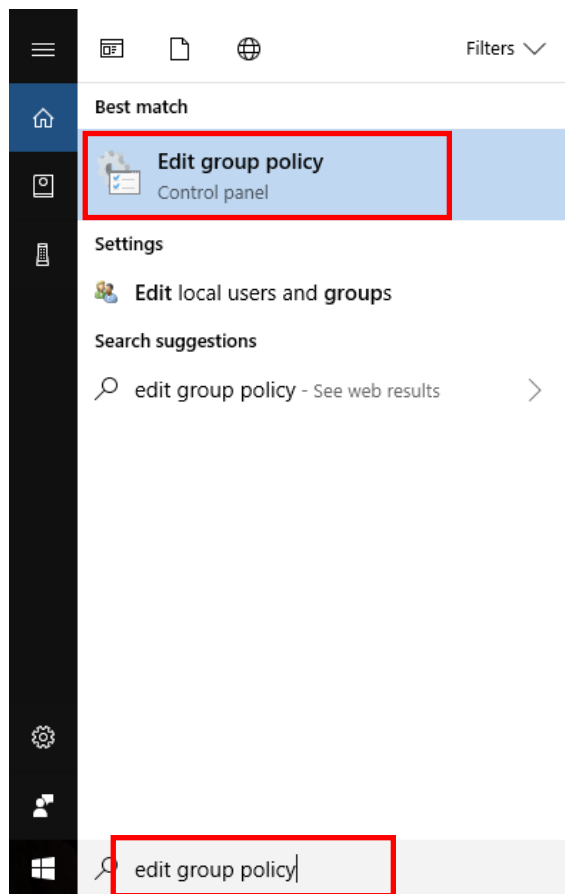 Filters
Best match
Edit group policy
Control panel
Settings
Edit local users and groups
Search suggestions
edit group policy - See web results
edit group policy